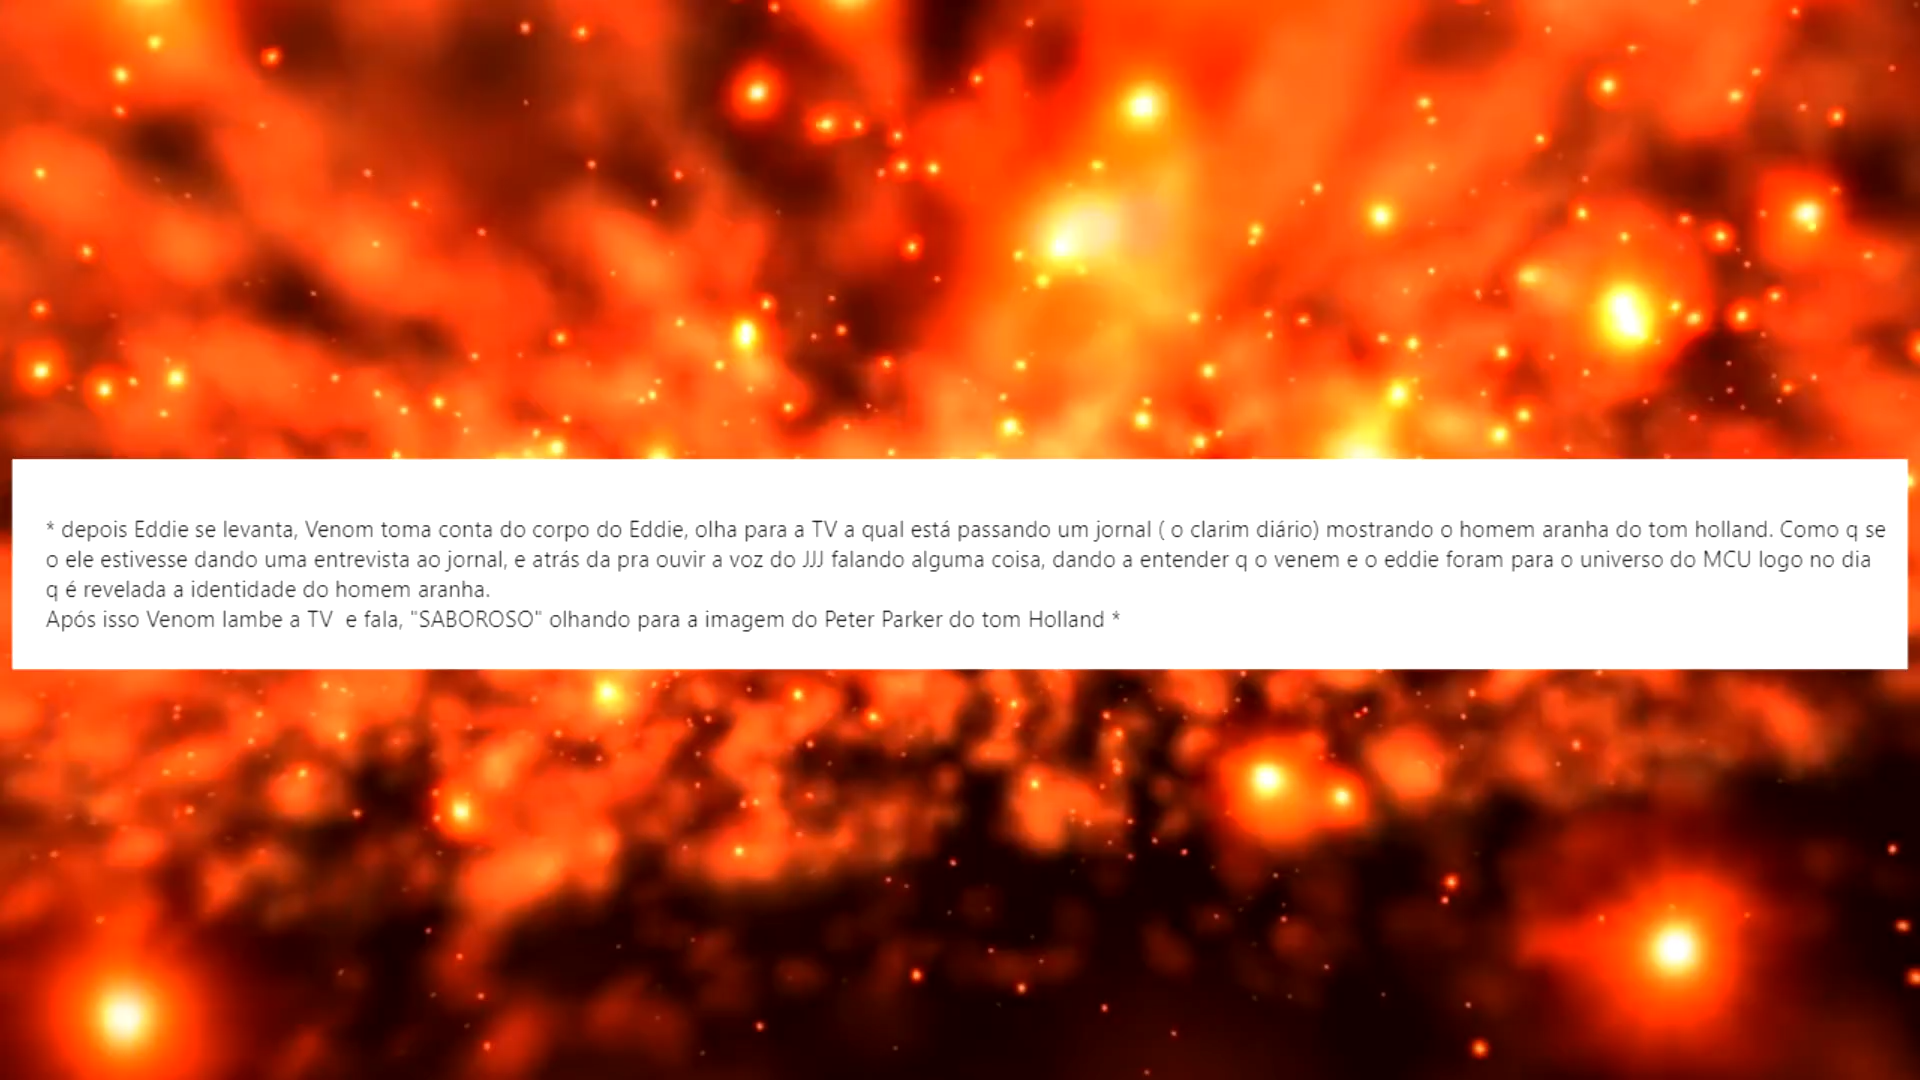 * depois Eddie se levanta, Venom toma conta do corpo do Eddie, olha para a TV a qual está passando um jornal ( o clarim diário) mostrando o homem aranha do tom holland. Como q se
o ele estivesse dando uma entrevista ao jornal, e atrás da pra ouvir a voz do JJJ falando alguma coisa, dando a entender q o venem e o eddie foram para o universo do MCU logo no dia
q é revelada a identidade do homem aranha.
Após isso Venom lambe a TV  e fala, "SABOROSO" olhando para a imagem do Peter Parker do tom Holland *